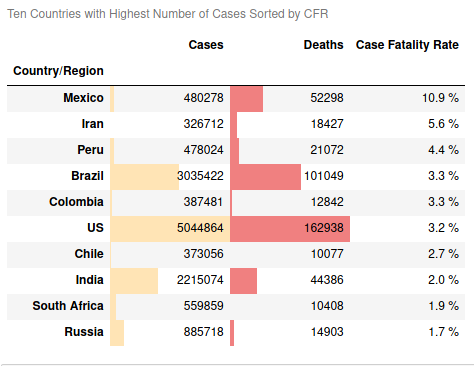 Ten Countries with Highest Number of Cases Sorted by CFR
Cases Deaths Case Fatality Rate
Country/Region
Mexico 480278 52298 10.9 %
Iran 326712 18427 5.6 %
Peru 478024 21072 4.4 %
Brazil 3035422 101049 3.3 %
Colombia 387481 12842 3.3 %
US 5044864 162938 3.2 %
Chile 373056 10077 2.7 %
India 2215074 44386 2.0 %
South Africa 559859 10408 1.9 %
Russia 885718 14903 1.7 %